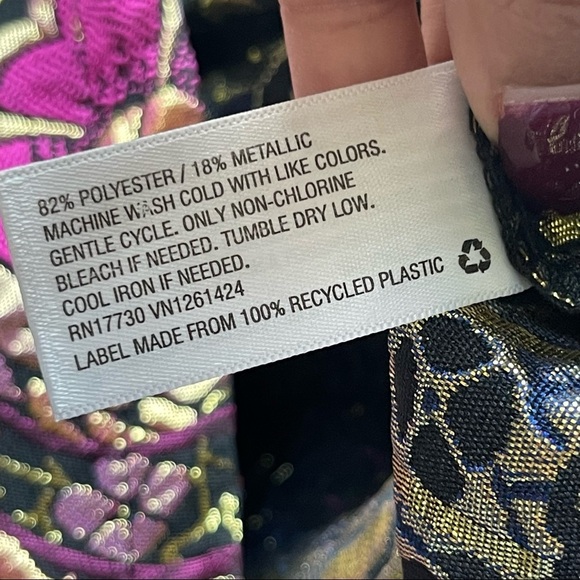 82% POLYESTER / 18% METALLIC
MACHINE WASH COLD WITH LIKE COLORS.
GENTLE CYCLE. ONLY NON-CHLORINE
BLEACH IF NEEDED. TUMBLE DRY LOW.
COOL IRON IF NEEDED.
RN17730 VN1261424
LABEL MADE FROM 100% RECYCLED PLASTIC